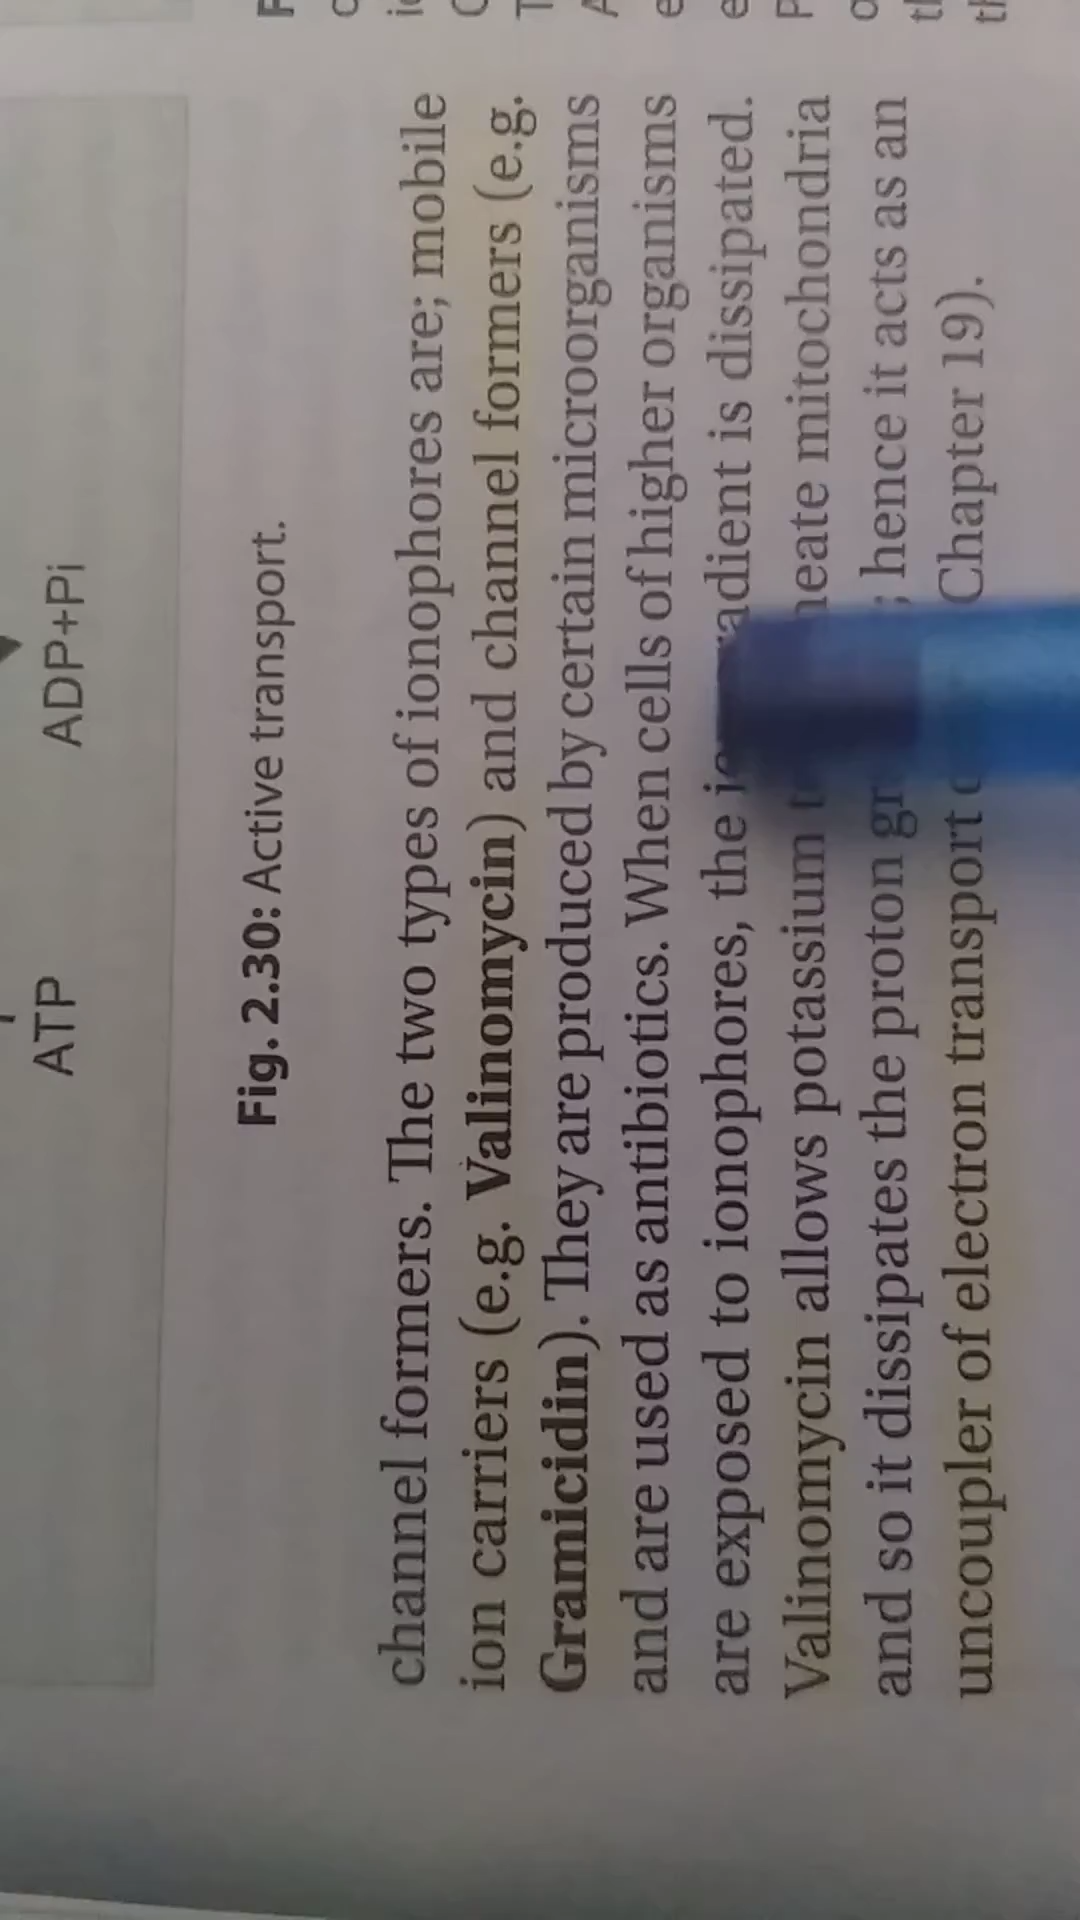 ATP ADP+Pi
Fig. 2.30: Active transport.
channel formers. The two types of ionophores are; mobile
ion carriers (e.g. Valinomycin) and channel formers (e.g.
Gramicidin). They are produced by certain microorganisms
and are used as antibiotics. When cells of higher organisms
are exposed to ionophores, the is dissipated.
Valinomycin allows potassium mitochondria
and so it dissipates the proton ; hence it acts as an
uncoupler of electron transport Chapter 19).